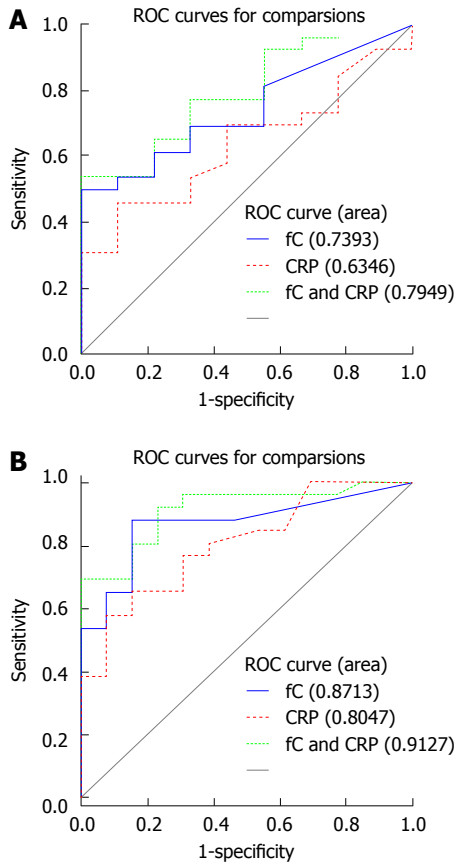 A
ROC curves for comparsions
1.0
0.8
0.6
0.4
0.2
0.0
Sensitivity
ROC curve (area)
fC (0.7393)
CRP (0.6346)
fC and CRP (0.7949)
0.0 0.2 0.4 0.6 0.8 1.0
1-specificity
B
ROC curves for comparsions
1.0
0.8
0.6
0.4
0.2
0.0
Sensitivity
ROC curve (area)
fC (0.8713)
CRP (0.8047)
fC and CRP (0.9127)
0.0 0.2 0.4 0.6 0.8 1.0
1-specificity